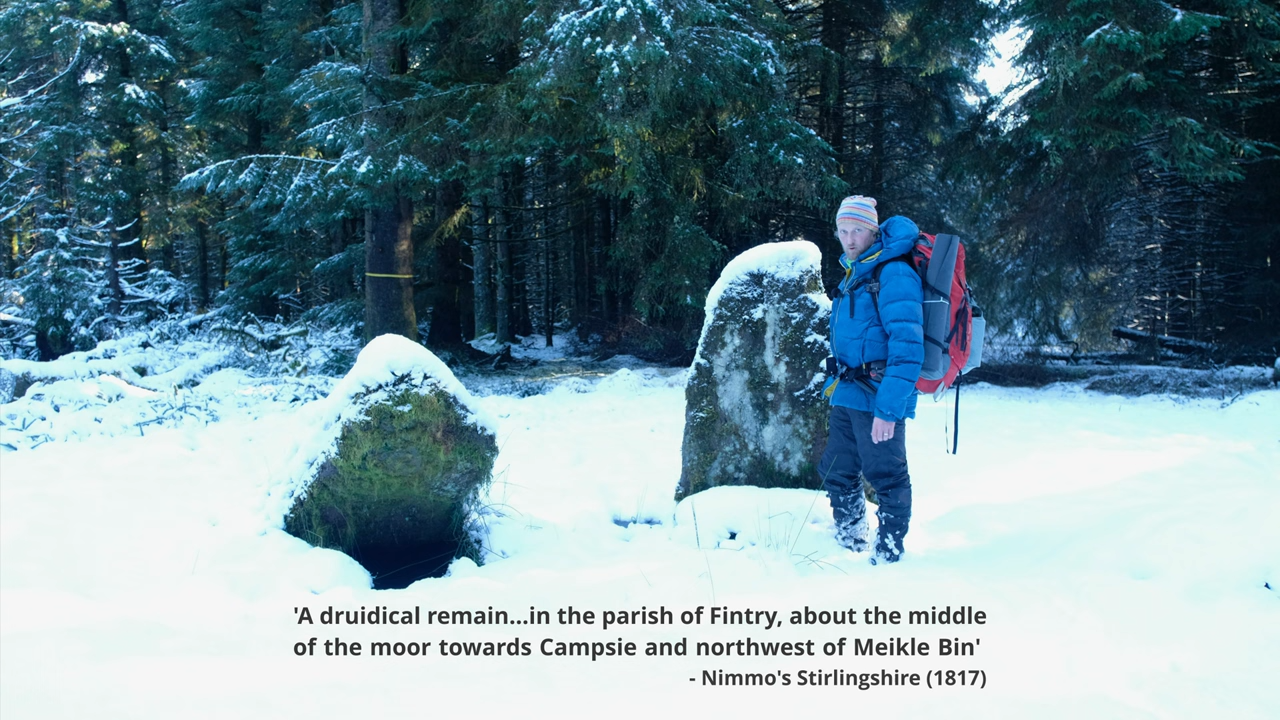 'A druidical remain...in the parish of Fintry, about the middle
of the moor towards Campsie and northwest of Meikle Bin'
- Nimmo's Stirlingshire (1817)